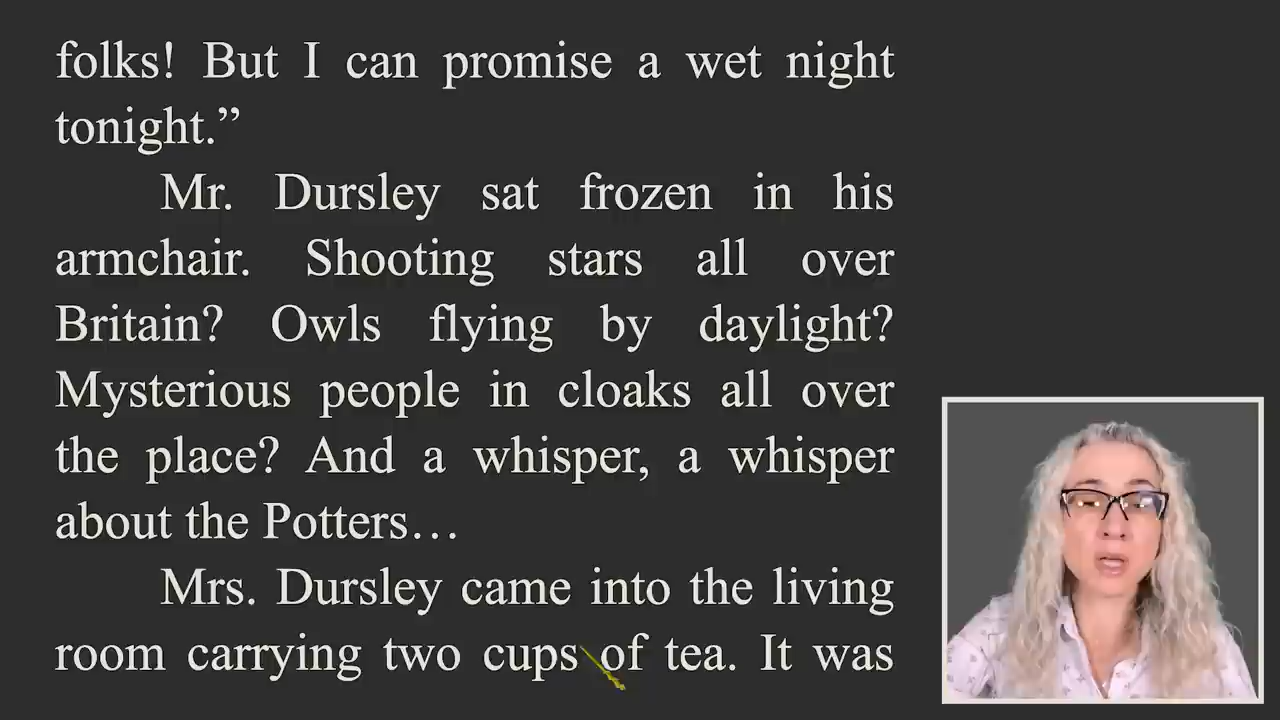 folks! But I can promise a wet night
tonight.”
Mr. Dursley sat frozen in his
armchair. Shooting stars all over
Britain? Owls flying by daylight?
Mysterious people in cloaks all over
the place? And a whisper, a whisper
about the Potters…
Mrs. Dursley came into the living
room carrying two cups of tea. It was